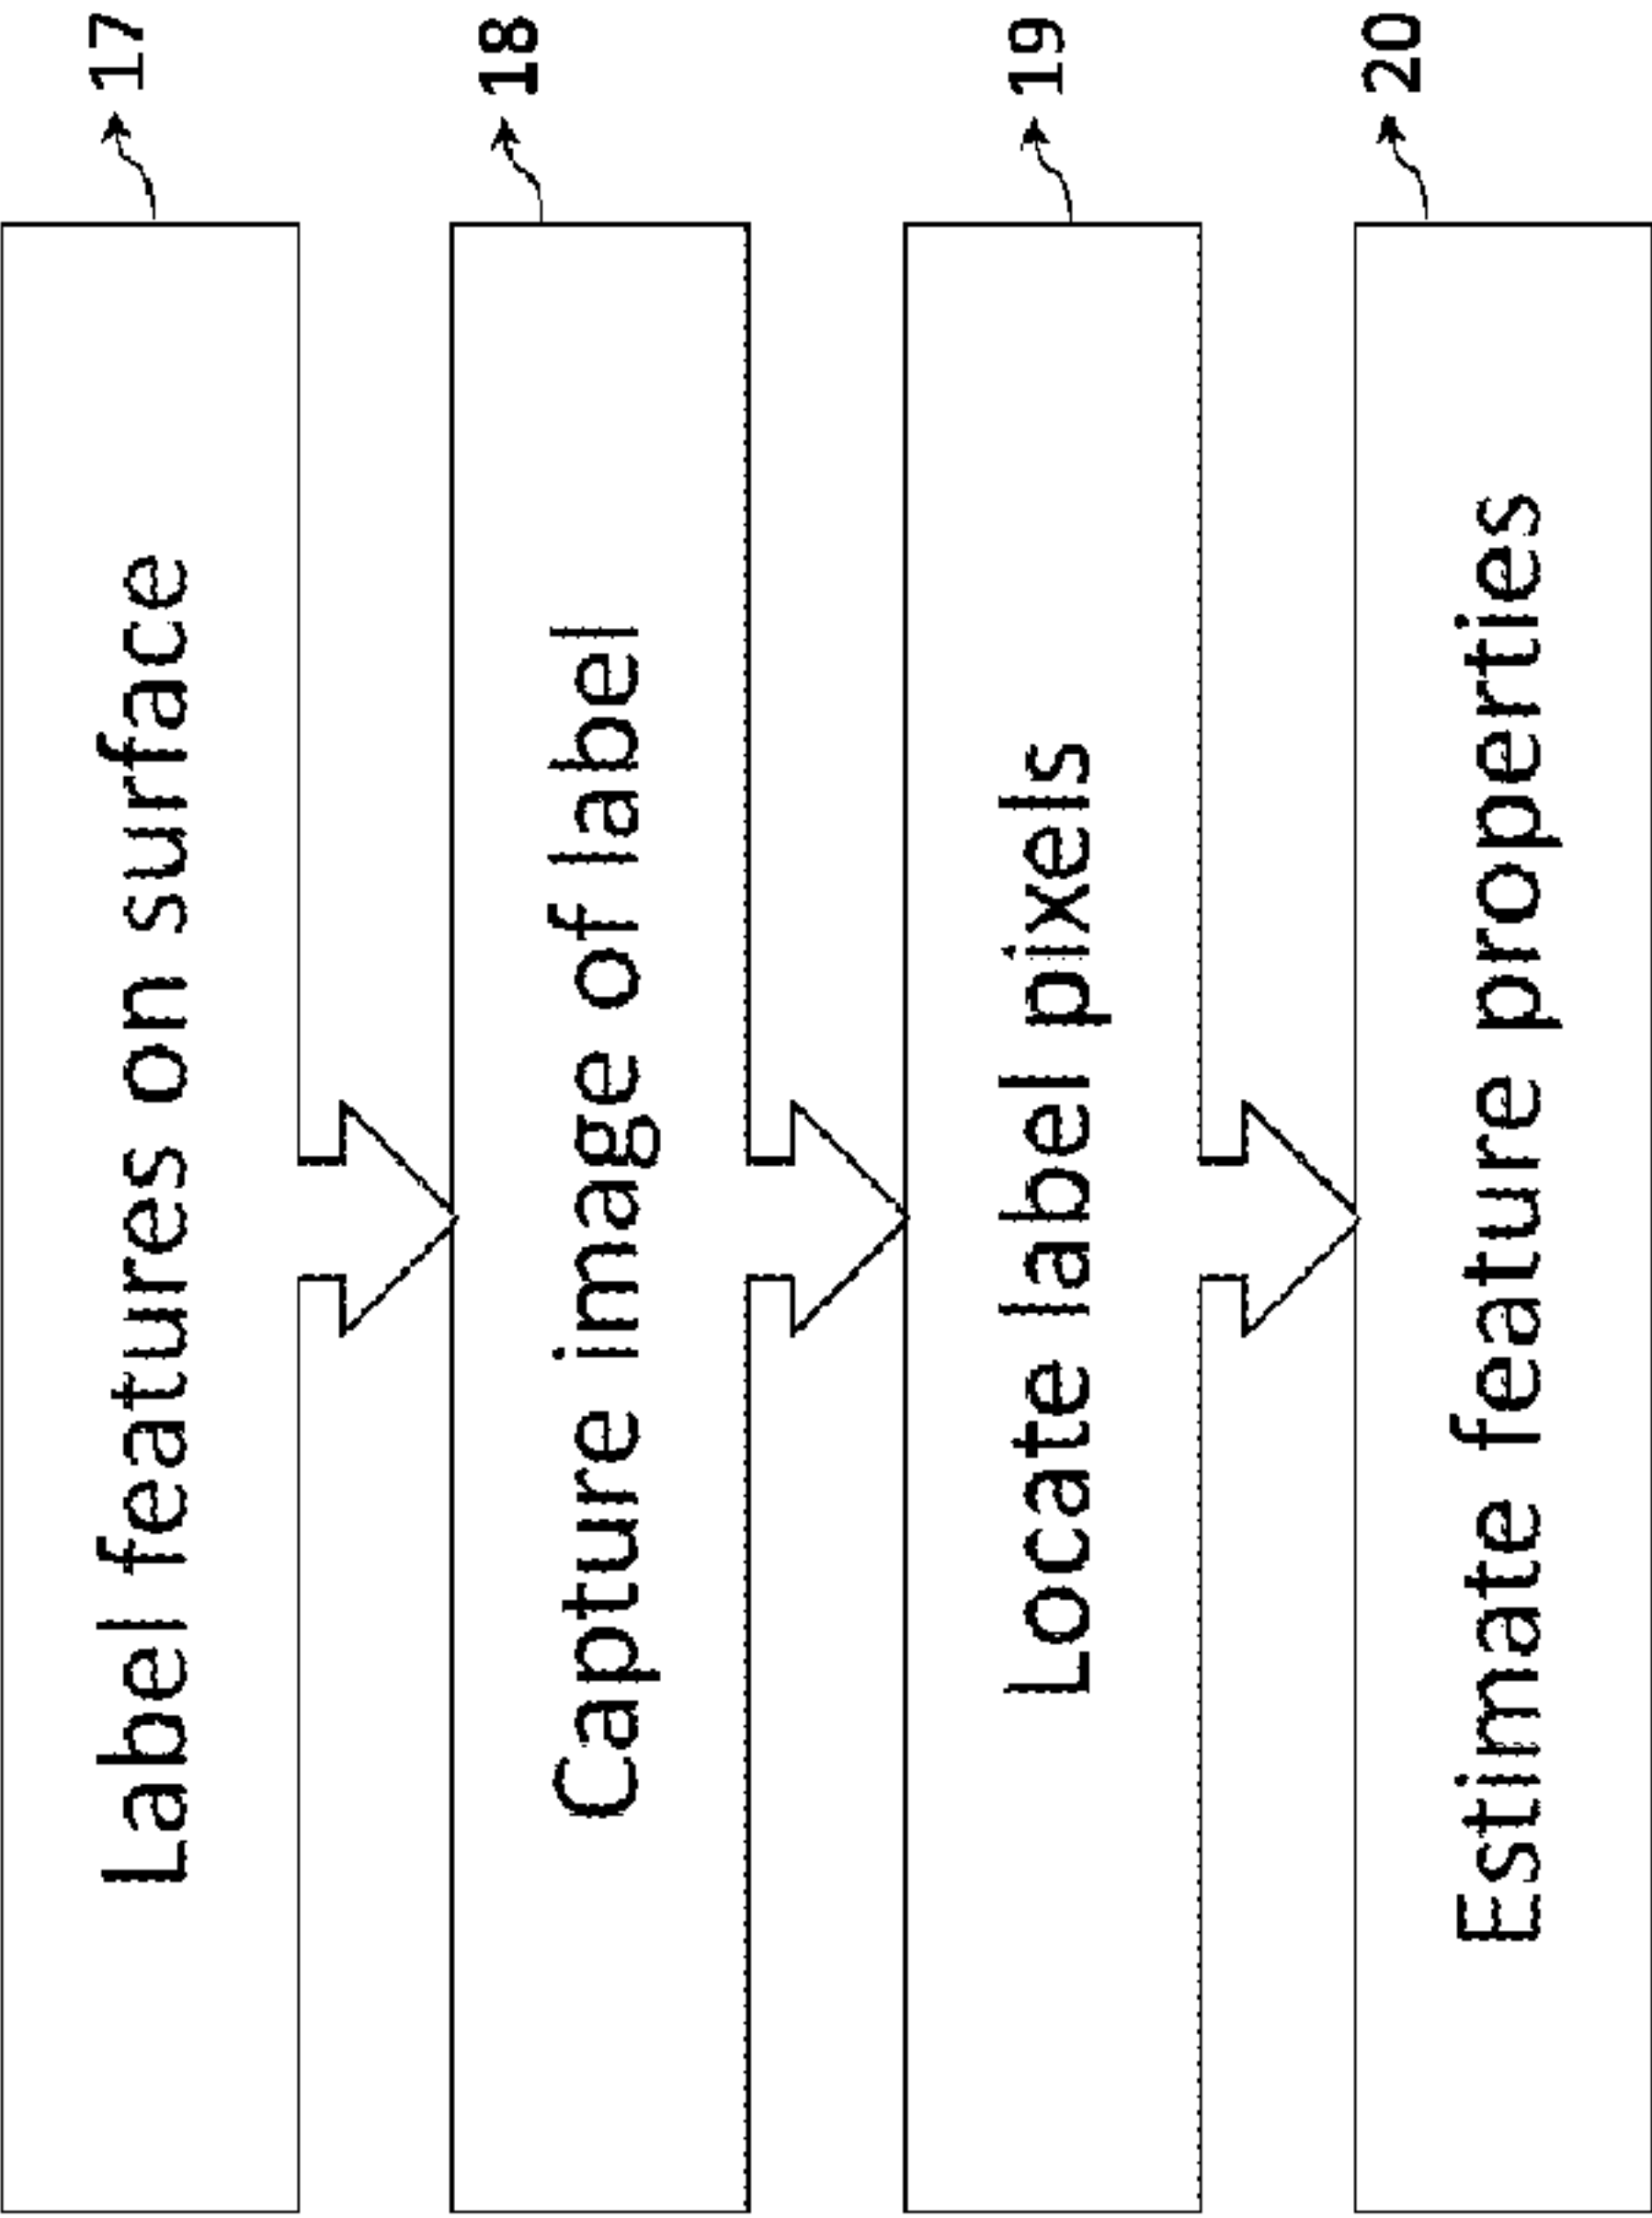 Label features on surface
17
Capture image of label
18
Locate label pixels
19
Estimate feature properties
20